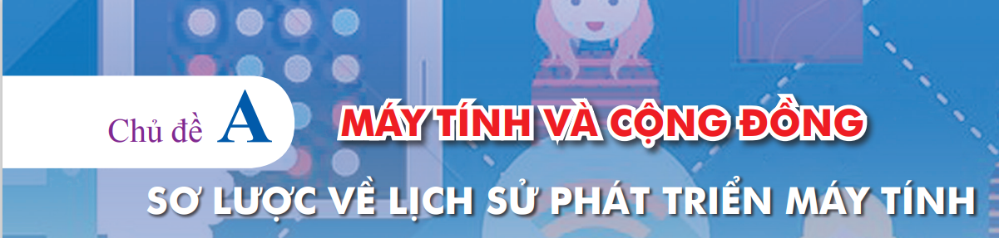 Chủ đề A
MÁY TÍNH VÀ CỘNG ĐỒNG
SƠ LƯỢC VỀ LỊCH SỬ PHÁT TRIỂN MÁY TÍNH